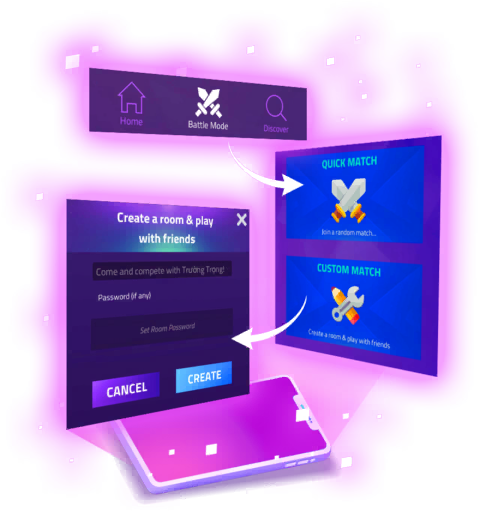 Home
Battle Mode
Discover
QUICK MATCH
Join a random match...
CUSTOM MATCH
Create a room & play with friends
Create a room & play
with friends
Come and compete with Trường Trọng!
Password (if any)
Set Room Password
CANCEL
CREATE